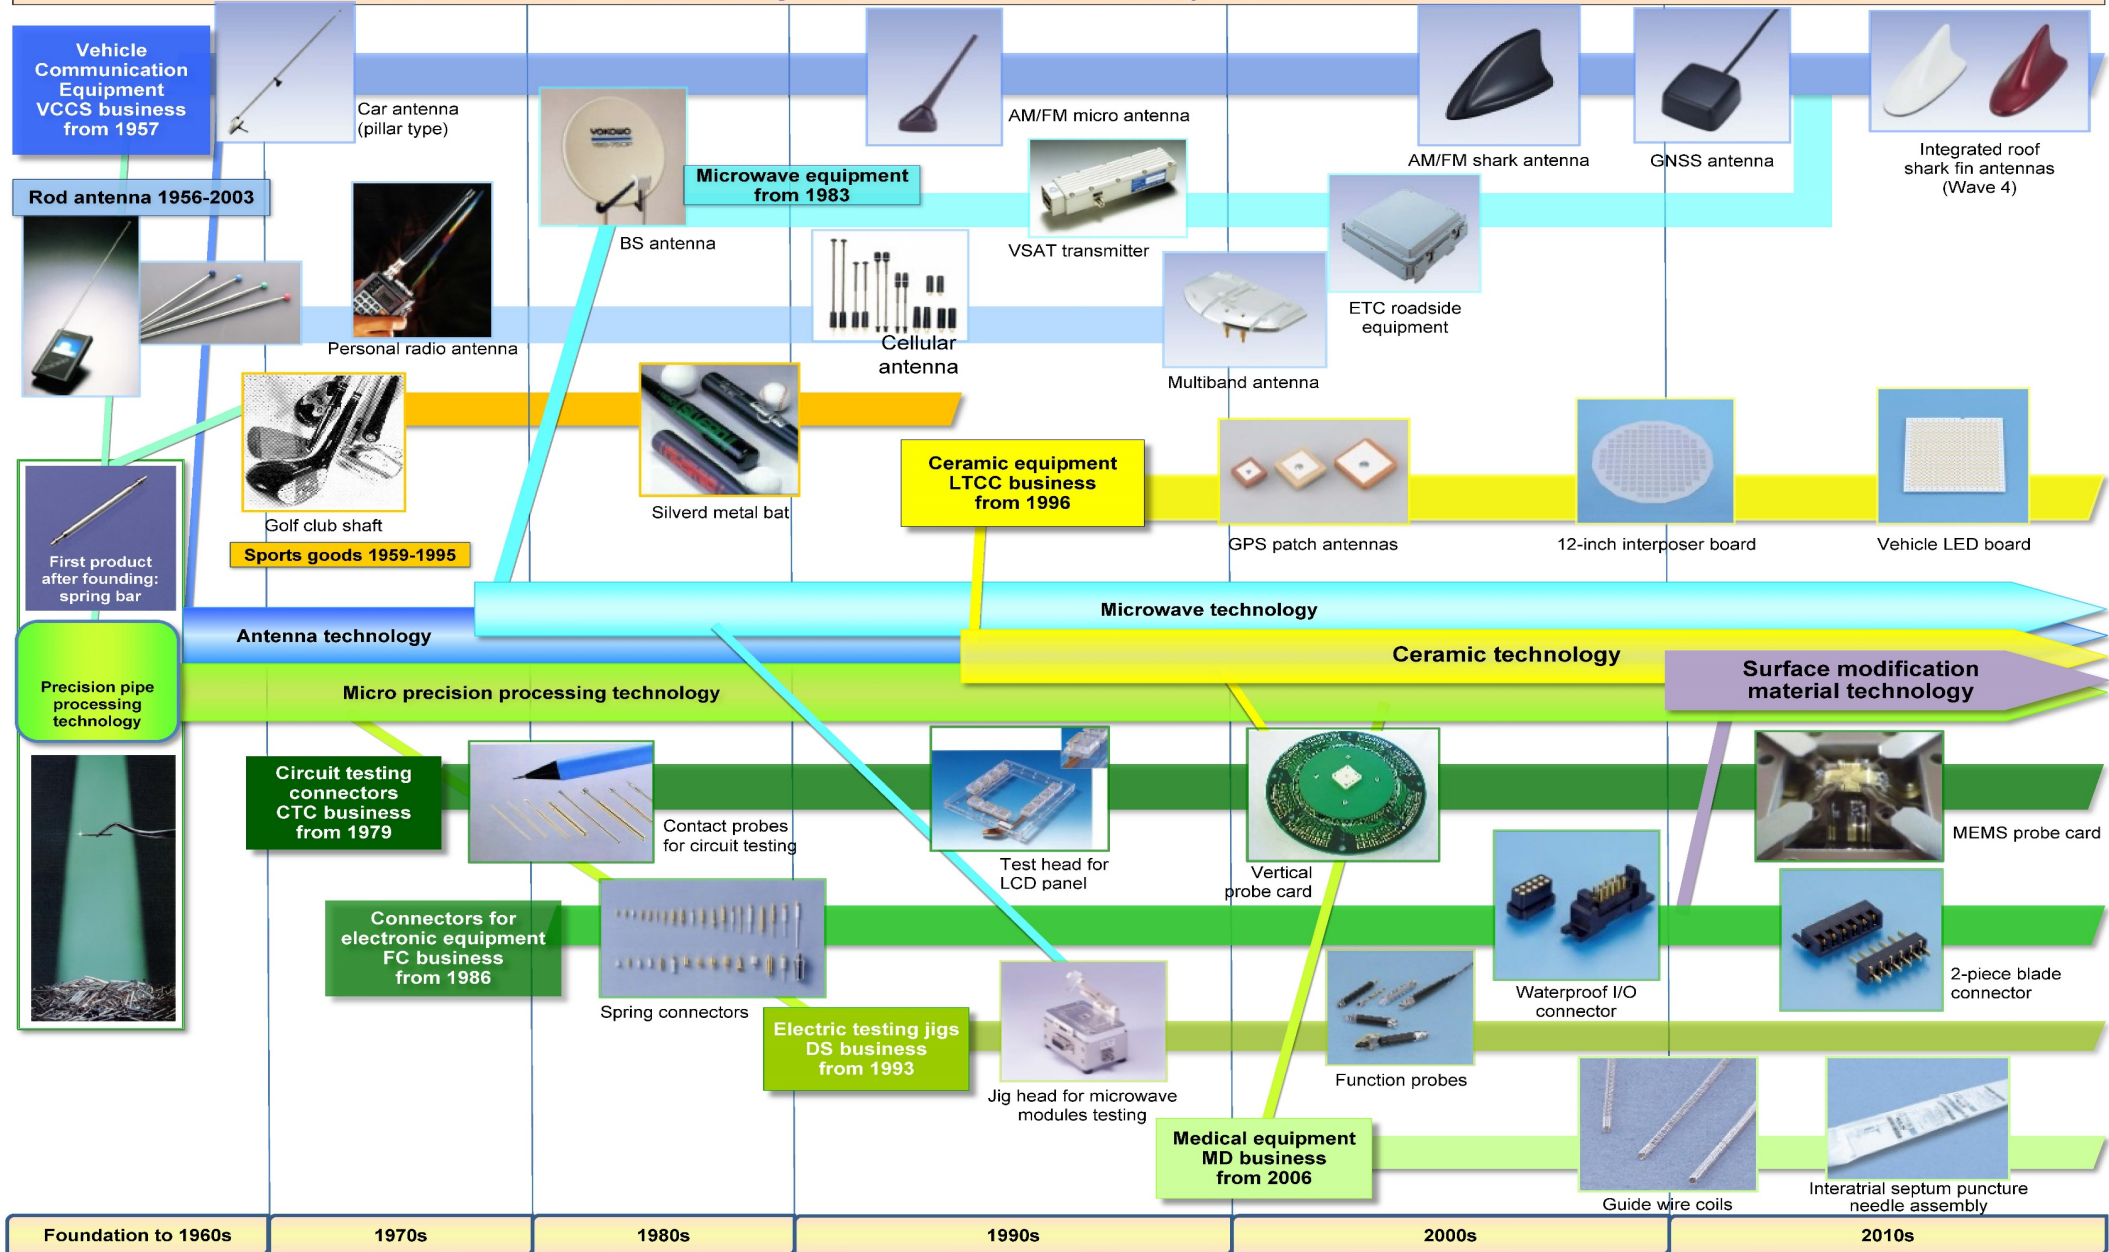 Vehicle
Communication
Equipment
VCCS business
from 1957
Car antenna
(pillar type)
AM/FM micro antenna
AM/FM shark antenna
GNSS antenna
Integrated roof
shark fin antennas
(Wave 4)
Rod antenna 1956-2003
YOKOWO
BS antenna
Microwave equipment
from 1983
VSAT transmitter
ETC roadside
equipment
Personal radio antenna
Cellular
antenna
Multiband antenna
Golf club shaft
Sports goods 1959-1995
Silverd metal bat
Ceramic equipment
LTCC business
from 1996
GPS patch antennas
12-inch interposer board
Vehicle LED board
First product
after founding:
spring bar
Microwave technology
Antenna technology
Ceramic technology
Surface modification
material technology
Precision pipe
processing
technology
Micro precision processing technology
Circuit testing
connectors
CTC business
from 1979
Contact probes
for circuit testing
Test head for
LCD panel
Vertical
probe card
MEMS probe card
Connectors for
electronic equipment
FC business
from 1986
Spring connectors
Waterproof I/O
connector
2-piece blade
connector
Electric testing jigs
DS business
from 1993
Jig head for microwave
modules testing
Function probes
Medical equipment
MD business
from 2006
Guide wire coils
Interatrial septum puncture
needle assembly
Foundation to 1960s
1970s
1980s
1990s
2000s
2010s